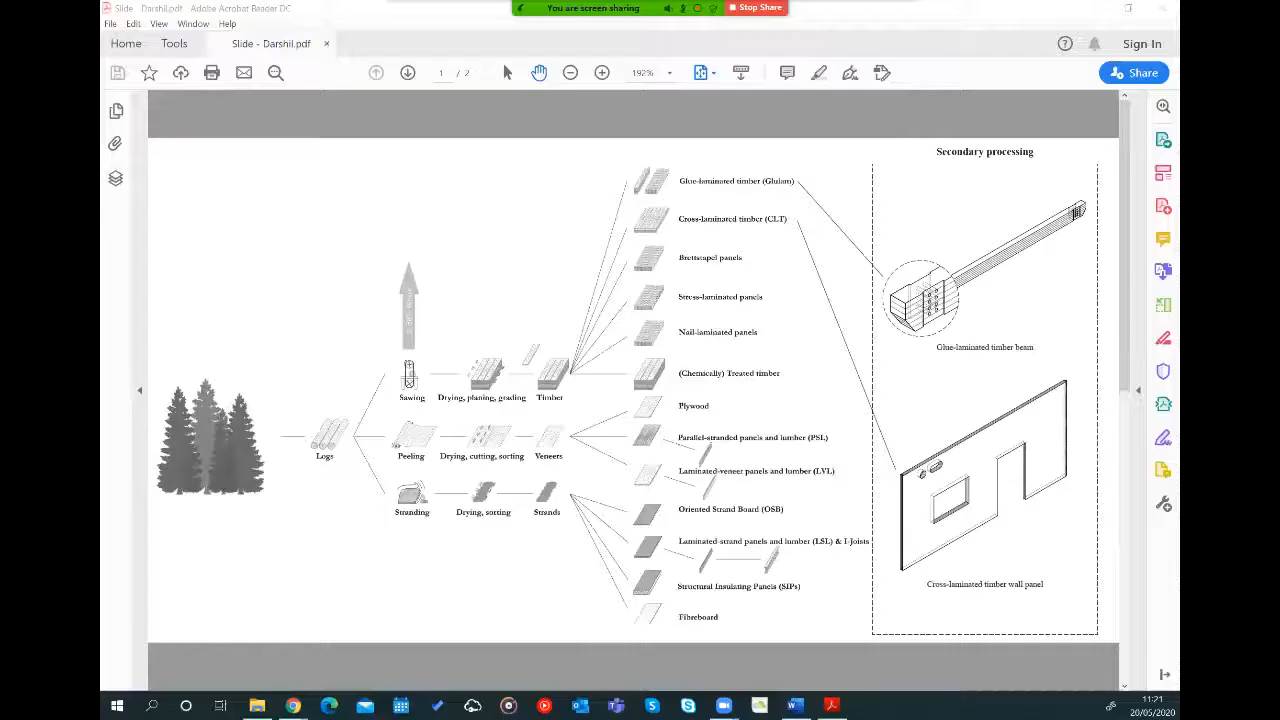 Slide - Darshil.pdf - Adobe Acrobat Reader DC
You are screen sharing
Stop Share
File Edit View Window Help
Home Tools Slide - Darshil.pdf ×
Sign In
1 / 2
192%
Share
Secondary processing
Glue-laminated timber (Glulam)
Cross-laminated timber (CLT)
Brettstapel panels
Stress-laminated panels
Nail-laminated panels
(Chemically) Treated timber
Plywood
Parallel-stranded panels and lumber (PSL)
Laminated-veneer panels and lumber (LVL)
Oriented Strand Board (OSB)
Laminated-strand panels and lumber (LSL) & I-Joists
Structural Insulating Panels (SIPs)
Fibreboard
Sawing
Drying, planing, grading
Timber
Logs
Peeling
Drying, cutting, sorting
Veneers
Stranding
Drying, sorting
Strands
Glue-laminated timber beam
Cross-laminated timber wall panel
11:21
20/05/2020